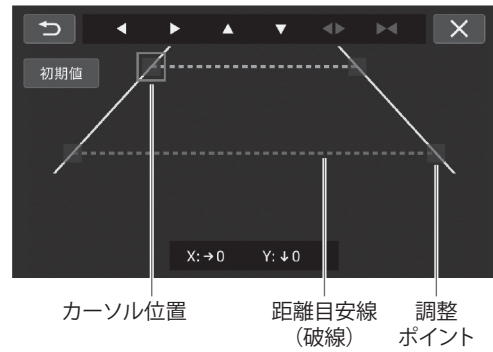 初期値
X:→0 Y:↓0
カーソル位置
距離目安線
（破線）
調整
ポイント